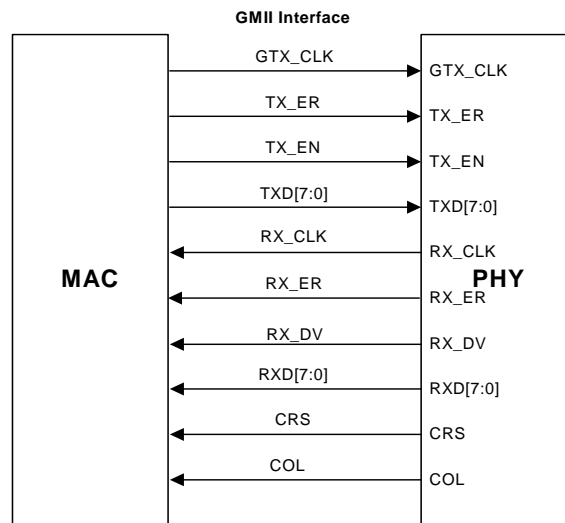 GMII Interface
GTX_CLK
GTX_CLK
TX_ER
TX_ER
TX_EN
TX_EN
TXD[7:0]
TXD[7:0]
RX_CLK
RX_CLK
MAC
PHY
RX_ER
RX_ER
RX_DV
RX_DV
RXD[7:0]
RXD[7:0]
CRS
CRS
COL
COL